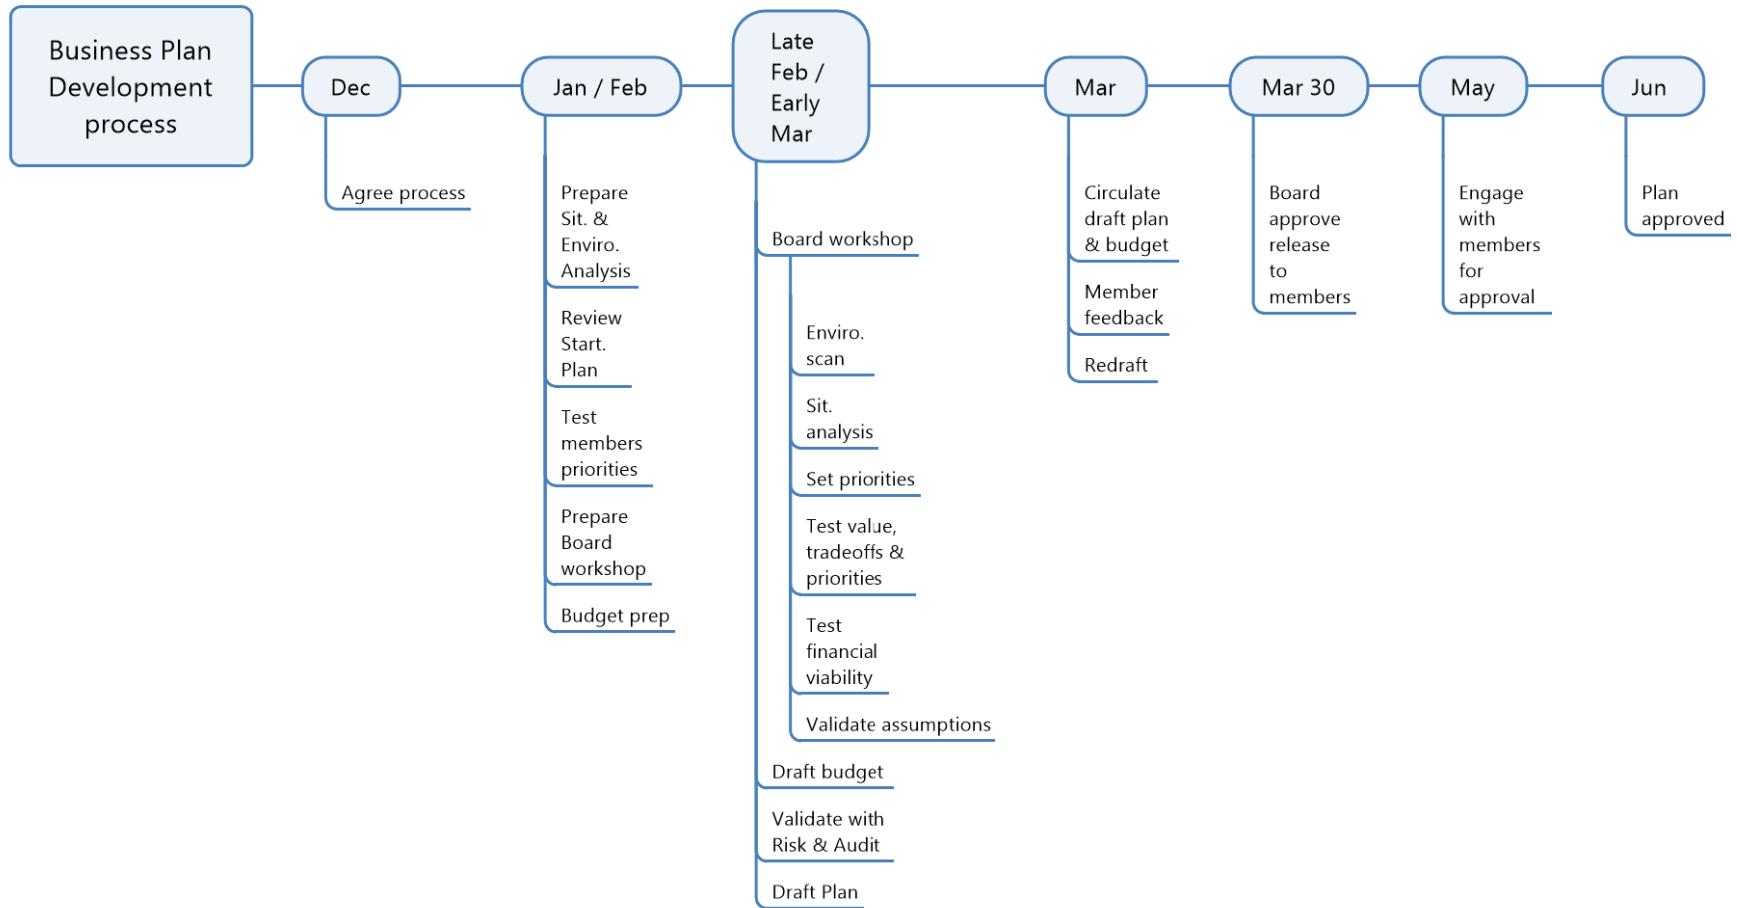 Business Plan
Development
process
Dec
Agree process
Jan / Feb
Prepare
Sit. &
Enviro.
Analysis
Review
Start.
Plan
Test
members
priorities
Prepare
Board
workshop
Budget prep
Late
Feb /
Early
Mar
Board workshop
Enviro.
scan
Sit.
analysis
Set priorities
Test value,
tradeoffs &
priorities
Test
financial
viability
Validate assumptions
Draft budget
Validate with
Risk & Audit
Draft Plan
Mar
Circulate
draft plan
& budget
Member
feedback
Redraft
Mar 30
Board
approve
release
to
members
May
Engage
with
members
for
approval
Jun
Plan
approved